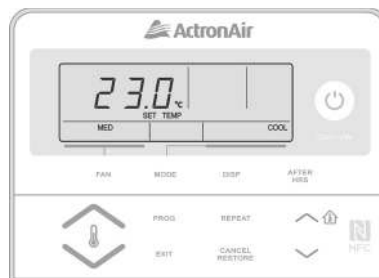 ActronAir
23.0 °C
SET TEMP
MED COOL
FAN MODE DISP AFTER HRS
PROG REPEAT
NFC
EXIT CANCEL RESTORE